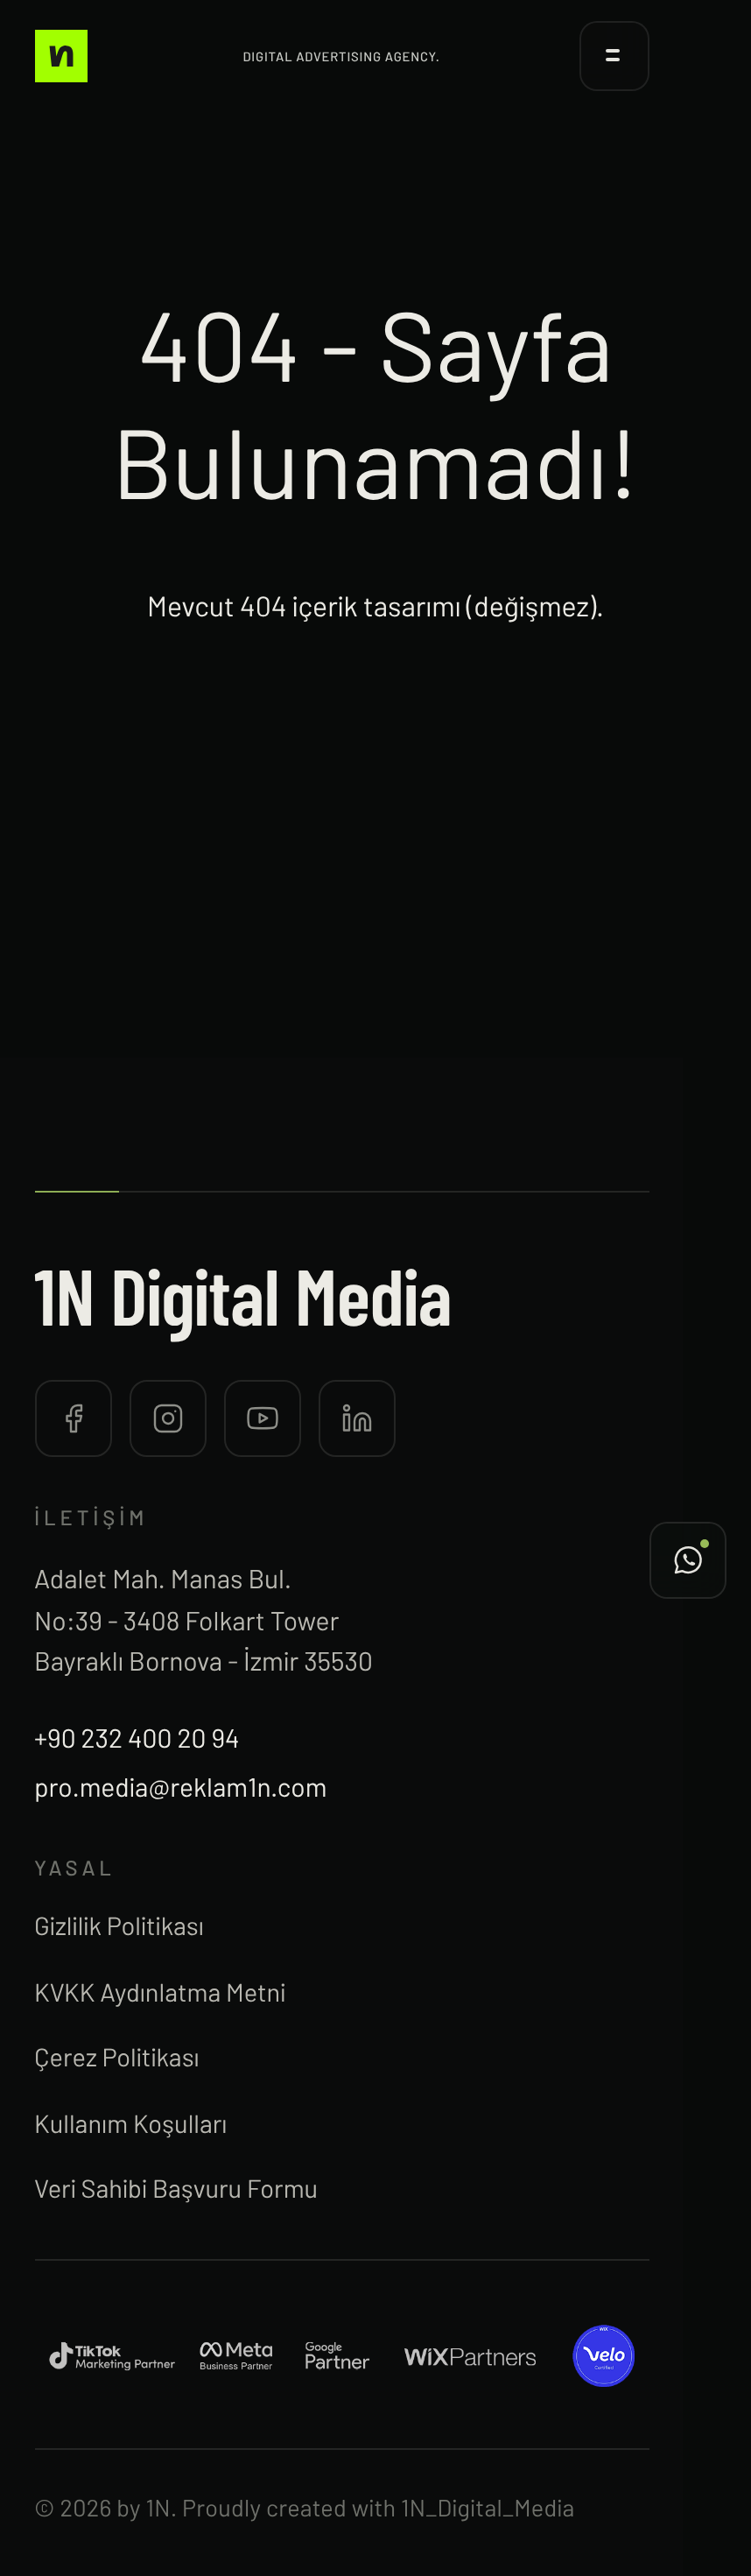 n
DIGITAL ADVERTISING AGENCY.
404 - Sayfa
Bulunamadı!
Mevcut 404 içerik tasarımı (değişmez).
1N Digital Media
İLETİŞİM
Adalet Mah. Manas Bul.
No:39 - 3408 Folkart Tower
Bayraklı Bornova - İzmir 35530
+90 232 400 20 94
pro.media@reklam1n.com
YASAL
Gizlilik Politikası
KVKK Aydınlatma Metni
Çerez Politikası
Kullanım Koşulları
Veri Sahibi Başvuru Formu
TikTok
Marketing Partner
Meta
Business Partner
Google
Partner
WiXPartners
WiX
velo
Certified
© 2026 by 1N. Proudly created with 1N_Digital_Media